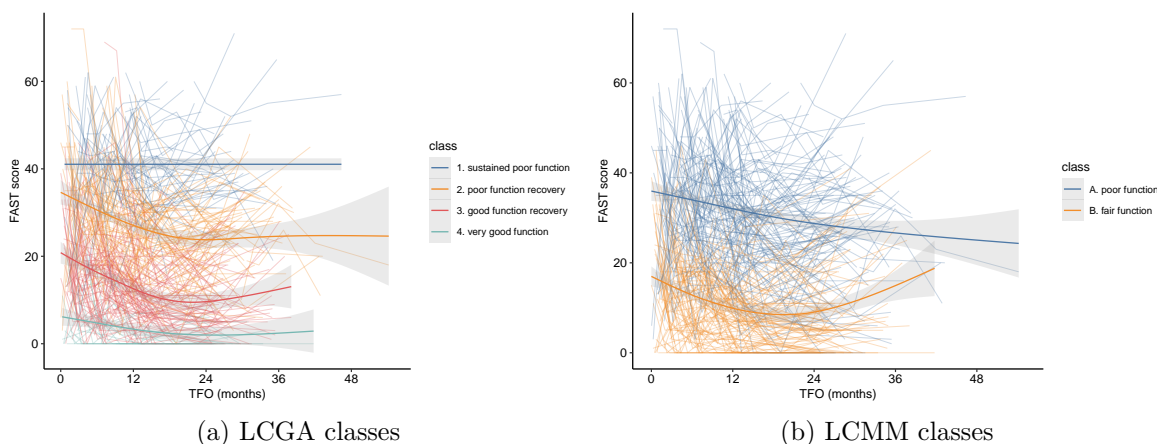 60
40
20
0
FAST score
0 12 24 36 48
TFO (months)
class
1. sustained poor function
2. poor function recovery
3. good function recovery
4. very good function
(a) LCGA classes
60
40
20
0
FAST score
0 12 24 36 48
TFO (months)
class
A. poor function
B. fair function
(b) LCMM classes